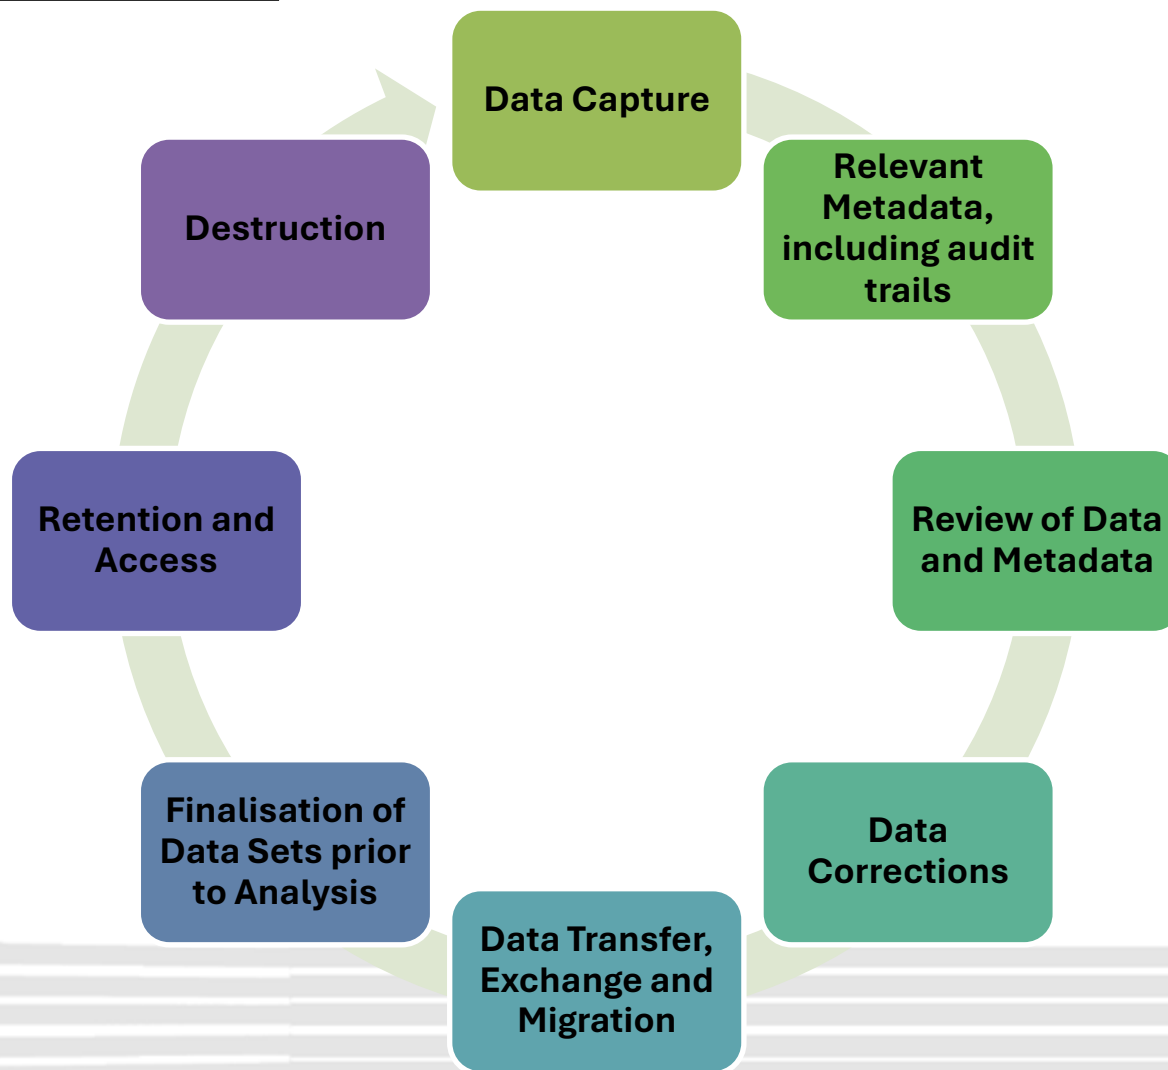 Data Capture
Relevant
Metadata,
including audit
trails
Review of Data
and Metadata
Data
Corrections
Data Transfer,
Exchange and
Migration
Finalisation of
Data Sets prior
to Analysis
Retention and
Access
Destruction